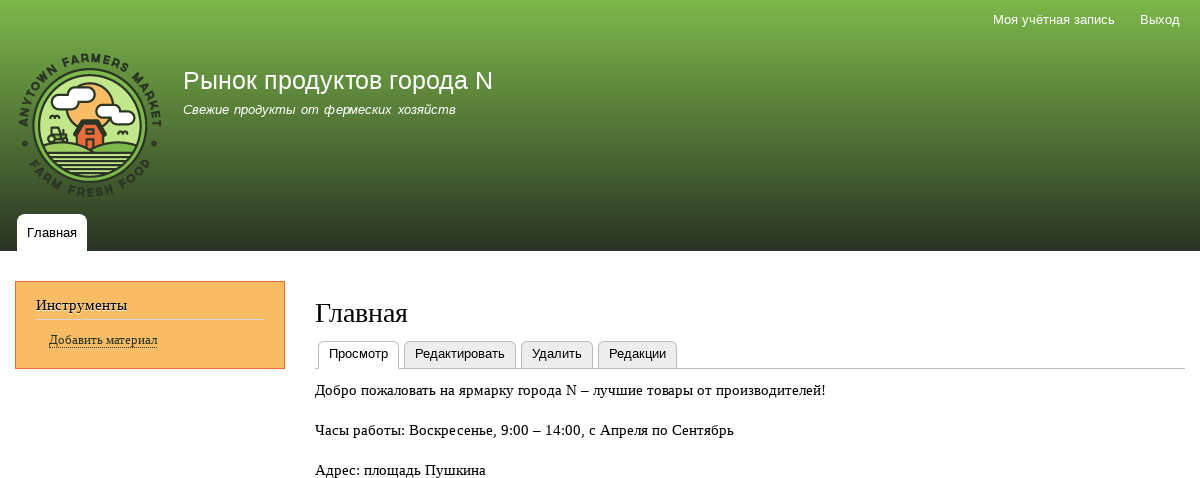 Моя учётная запись
Выход
ANYTOWN FARMERS MARKET
FARM FRESH FOOD
Рынок продуктов города N
Свежие продукты от фермеских хозяйств
Главная
Инструменты
Добавить материал
Главная
Просмотр
Редактировать
Удалить
Редакции
Добро пожаловать на ярмарку города N – лучшие товары от производителей!
Часы работы: Воскресенье, 9:00 – 14:00, с Апреля по Сентябрь
Адрес: площадь Пушкина